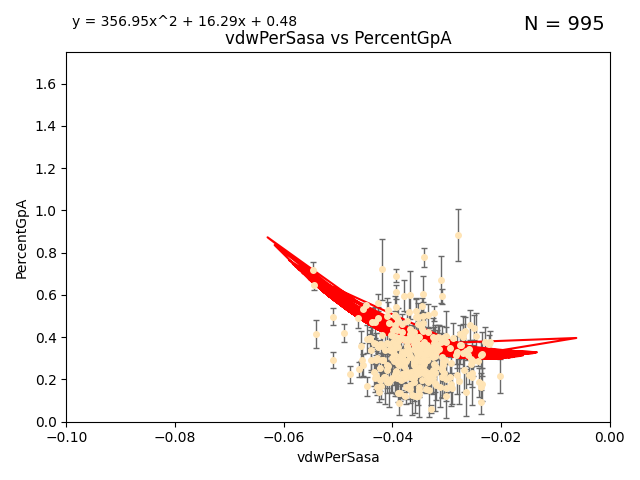 y = 356.95x^2 + 16.29x + 0.48
N = 995
vdwPerSasa vs PercentGpA
PercentGpA
1.6
1.4
1.2
1.0
0.8
0.6
0.4
0.2
0.0
−0.10 −0.08 −0.06 −0.04 −0.02 0.00
vdwPerSasa